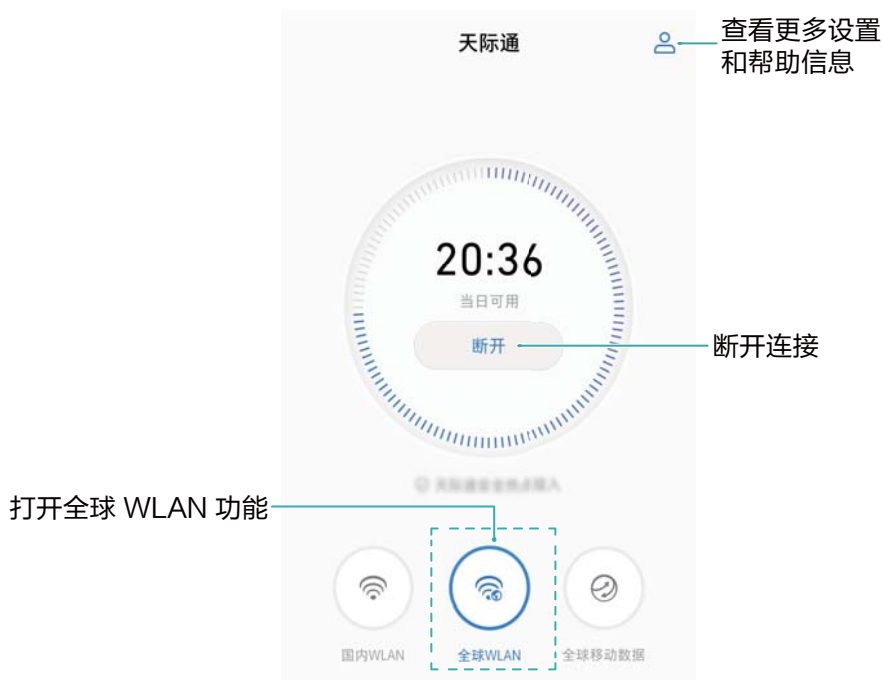 天际通
查看更多设置
和帮助信息
20:36
当日可用
断开
断开连接
打开全球 WLAN 功能
国内WLAN
全球WLAN
全球移动数据